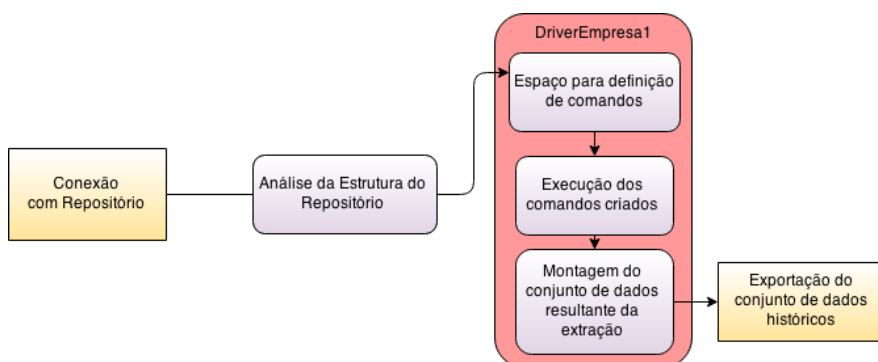 Conexão
com Repositório
Análise da Estrutura do
Repositório
DriverEmpresa1
Espaço para definição
de comandos
Execução dos
comandos criados
Montagem do
conjunto de dados
resultante da
extração
Exportação do
conjunto de dados
históricos